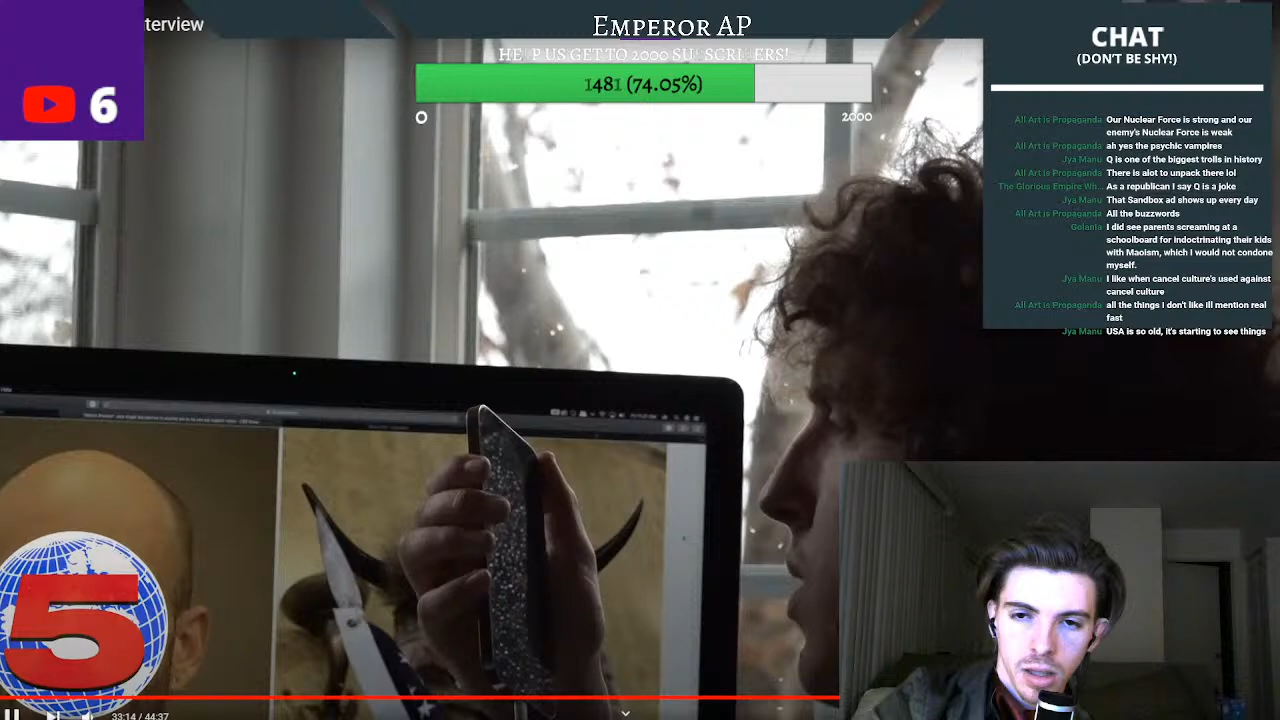 nterview
6
EMPEROR AP
HELP US GET TO 2000 SUBSCRIBERS!
1481 (74.05%)
0
2000
CHAT
(DON'T BE SHY!)
All Art is Propaganda Our Nuclear Force is strong and our
enemy's Nuclear Force is weak
All Art is Propaganda ah yes the psychic vampires
Jya Manu Q is one of the biggest trolls in history
All Art is Propaganda There is alot to unpack there lol
The Glorious Empire Wh... As a republican I say Q is a joke
Jya Manu That Sandbox ad shows up every day
All Art is Propaganda All the buzzwords
Golania I did see parents screaming at a
schoolboard for indoctrinating their kids
with Maoism, which I would not condone
myself.
Jya Manu I like when cancel culture's used against
cancel culture
All Art is Propaganda all the things I don't like Ill mention real
fast
Jya Manu USA is so old, it's starting to see things
5
33:14 / 44:37